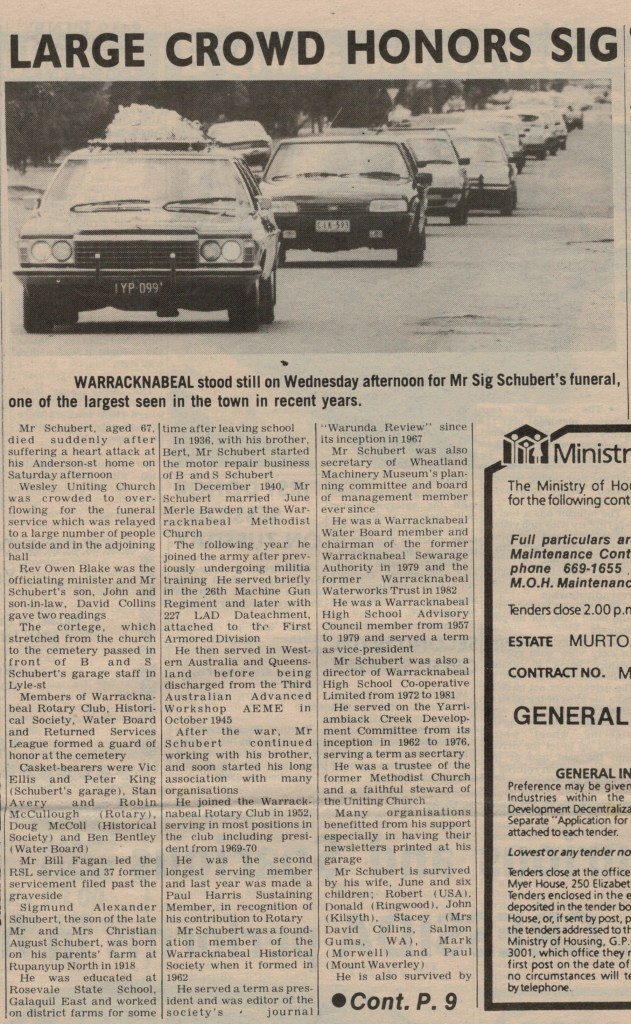 LARGE CROWD HONORS SIG
IYP·099
CIK·591
WARRACKNABEAL stood still on Wednesday afternoon for Mr Sig Schubert's funeral,
one of the largest seen in the town in recent years.
Mr Schubert, aged 67,
died suddenly after
suffering a heart attack at
his Anderson-st home on
Saturday afternoon
Wesley Uniting Church
was crowded to over-
flowing for the funeral
service which was relayed
to a large number of people
outside and in the adjoining
hall
Rev Owen Blake was the
officiating minister and Mr
Schubert's son, John and
son-in-law, David Collins
gave two readings
The cortege, which
stretched from the church
to the cemetery passed in
front of B and S
Schubert's garage staff in
Lyle-st
Members of Warrackna-
beal Rotary Club, Histori-
cal Society, Water Board
and Returned Services
League formed a guard of
honor at the cemetery
Casket-bearers were Vic
Ellis and Peter King
(Schubert's garage), Stan
Avery and Robin
McCullough (Rotary),
Doug McColl (Historical
Society) and Ben Bentley
(Water Board)
Mr Bill Fagan led the
RSL service and 37 former
servicement filed past the
graveside
Sigmund Alexander
Schubert, the son of the late
Mr and Mrs Christian
August Schubert, was born
on his parents' farm at
Rupanyup North in 1918
He was educated at
Rosevale State School,
Galaquil East and worked
on district farms for some
time after leaving school
In 1936, with his brother,
Bert, Mr Schubert started
the motor repair business
of B and S Schubert
In December 1940, Mr
Schubert married June
Merle Bawden at the War-
racknabeal Methodist
Church
The following year he
joined the army after prev-
iously undergoing militia
training He served briefly
in the 26th Machine Gun
Regiment and later with
227 LAD Dateachment,
attached to the First
Armored Division
He then served in West-
ern Australia and Queens-
land before being
discharged from the Third
Australian Advanced
Workshop AEME in
October 1945
After the war, Mr
Schubert continued
working with his brother,
and soon started his long
association with many
organisations
He joined the Warrack-
nabeal Rotary Club in 1952,
serving in most positions in
the club including presi-
dent from 1969-70
He was the second
longest serving member
and last year was made a
Paul Harris Sustaining
Member, in recognition of
his contribution to Rotary
Mr Schubert was a found-
ation member of the
Warracknabeal Historical
Society when it formed in
1962
He served a term as pres-
ident and was editor of the
society's journal
"Warunda Review" since
its inception in 1967
Mr Schubert was also
secretary of Wheatland
Machinery Museum's plan-
ning committee and board
of management member
ever since
He was a Warracknabeal
Water Board member and
chairman of the former
Warracknabeal Sewarage
Authority in 1979 and the
former Warracknabeal
Waterworks Trust in 1982
He was a Warracknabeal
High School Advisory
Council member from 1957
to 1979 and served a term
as vice-president
Mr Schubert was also a
director of Warracknabeal
High School Co-operative
Limited from 1972 to 1981
He served on the Yarri-
ambiack Creek Develop-
ment Committee from its
inception in 1962 to 1976,
serving a term as secrtary
He was a trustee of the
former Methodist Church
and a faithful steward of
the Uniting Church
Many organisations
benefitted from his support
especially in having their
newsletters printed at his
garage
Mr Schubert is survived
by his wife, June and six
children; Robert (USA),
Donald (Ringwood), John
(Kilsyth), Stacey (Mrs
David Collins, Salmon
Gums, WA), Mark
(Morwell) and Paul
(Mount Waverley)
He is also survived by
●Cont. P. 9
Ministr
The Ministry of Hou
for the following cont
Full particulars ar
Maintenance Cont
phone 669-1655
M.O.H. Maintenanc
Tenders close 2.00 p.m
ESTATE MURTO
CONTRACT NO. M
GENERAL
GENERAL IN
Preference may be given
Industries within the
Development Decentraliza
Separate "Application for
attached to each tender.
Lowest or any tender no
Tenders close at the office
Myer House, 250 Elizabet
Tenders enclosed in the e
deposited in the tender bo
House, or, if sent by post, p
the tenders addressed to th
Ministry of Housing, G.P.
3001, which office they r
first post on the date of
no circumstances will te
by telephone.